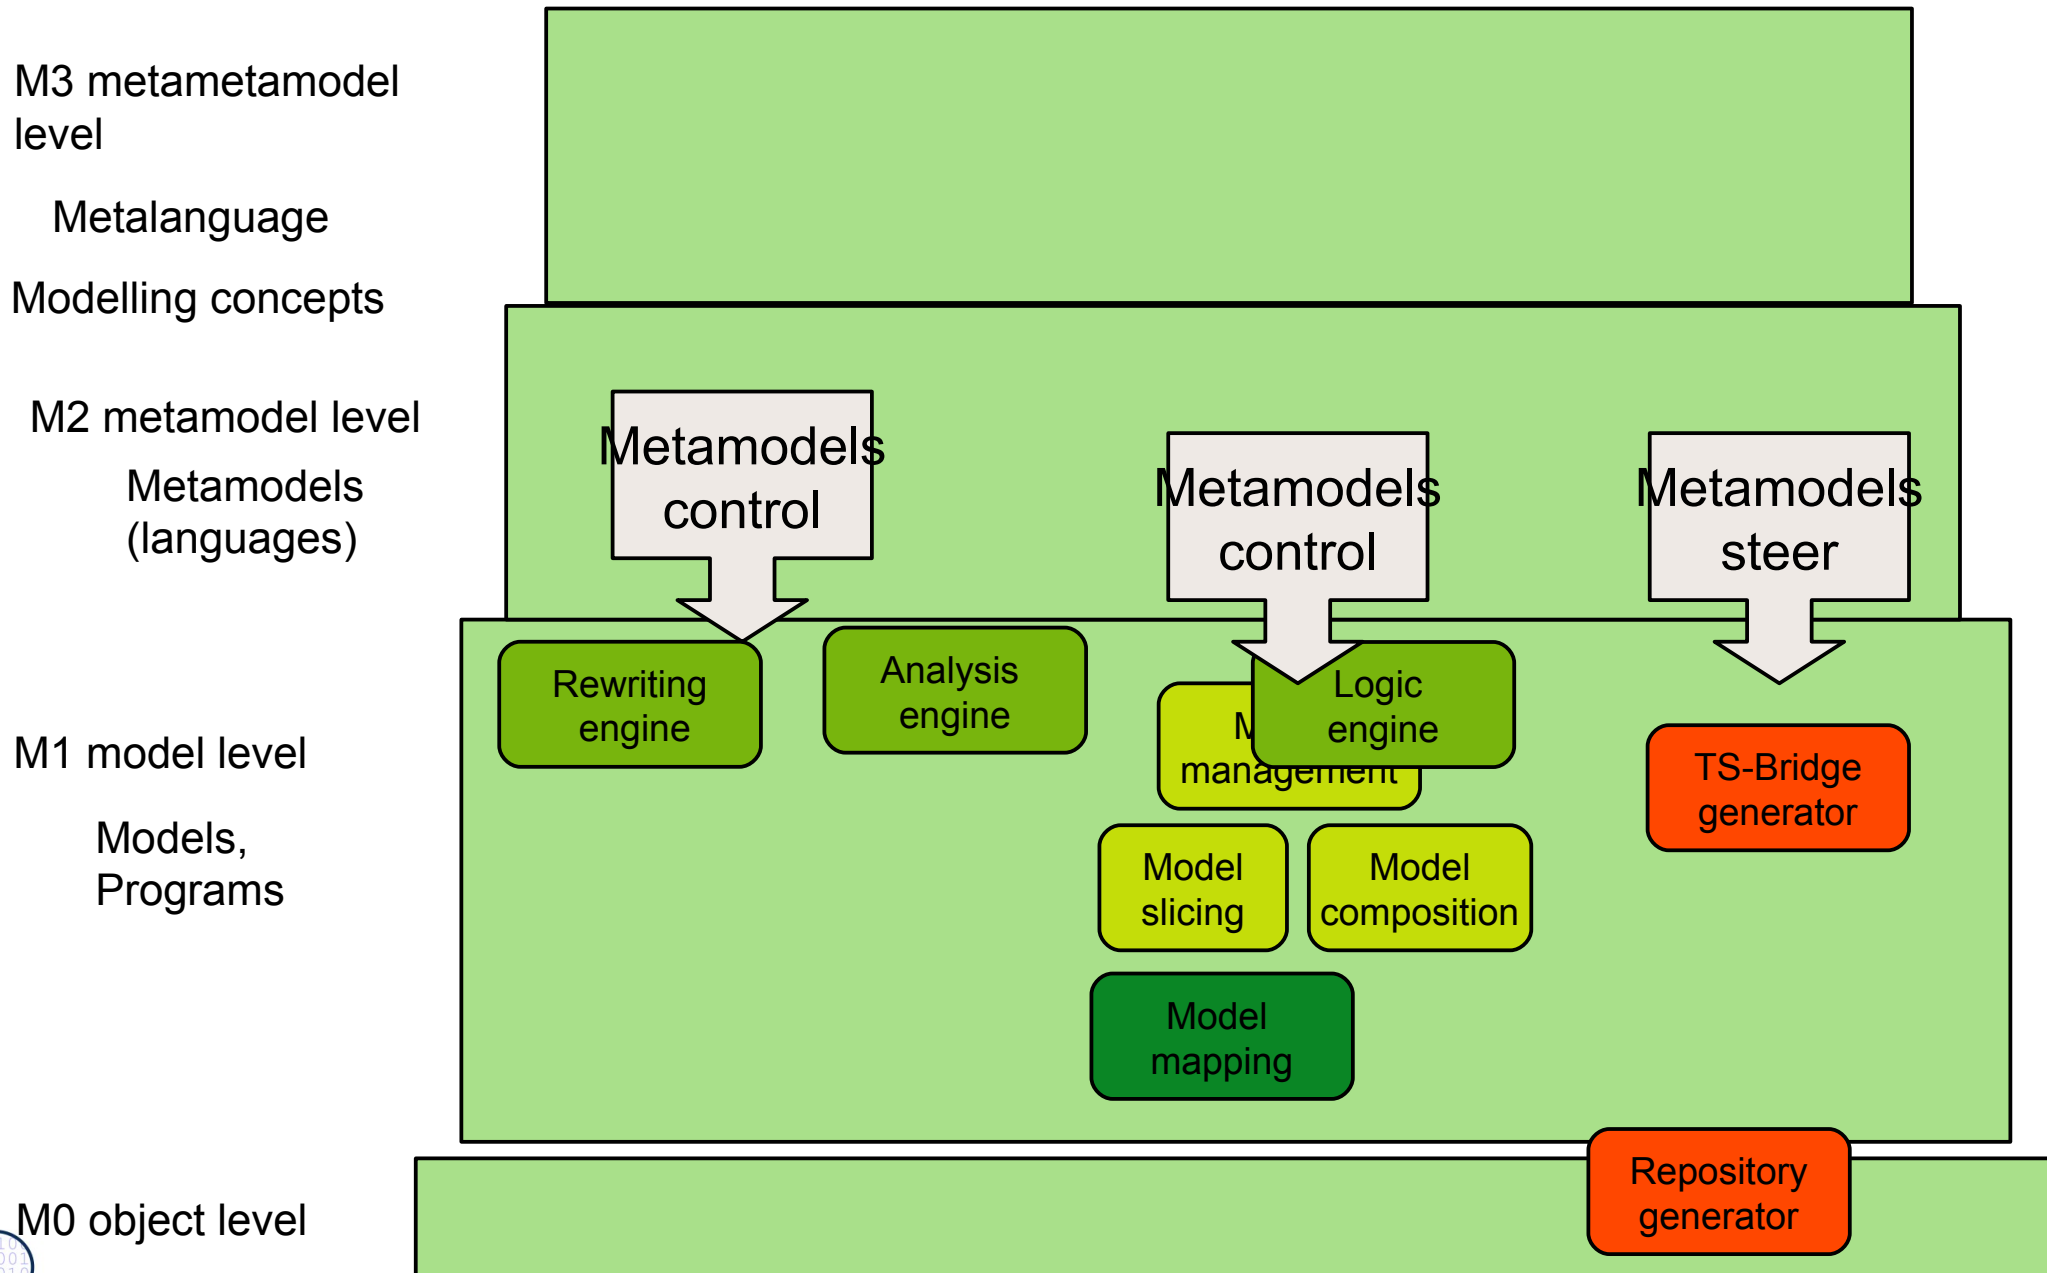 M3 metametamodel
level
Metalanguage
Modelling concepts
M2 metamodel level
Metamodels
(languages)
Metamodels
control
Metamodels
control
Metamodels
steer
Rewriting
engine
Analysis
engine
Logic
engine
management
TS-Bridge
generator
M1 model level
Models,
Programs
Model
slicing
Model
composition
Model
mapping
Repository
generator
M0 object level